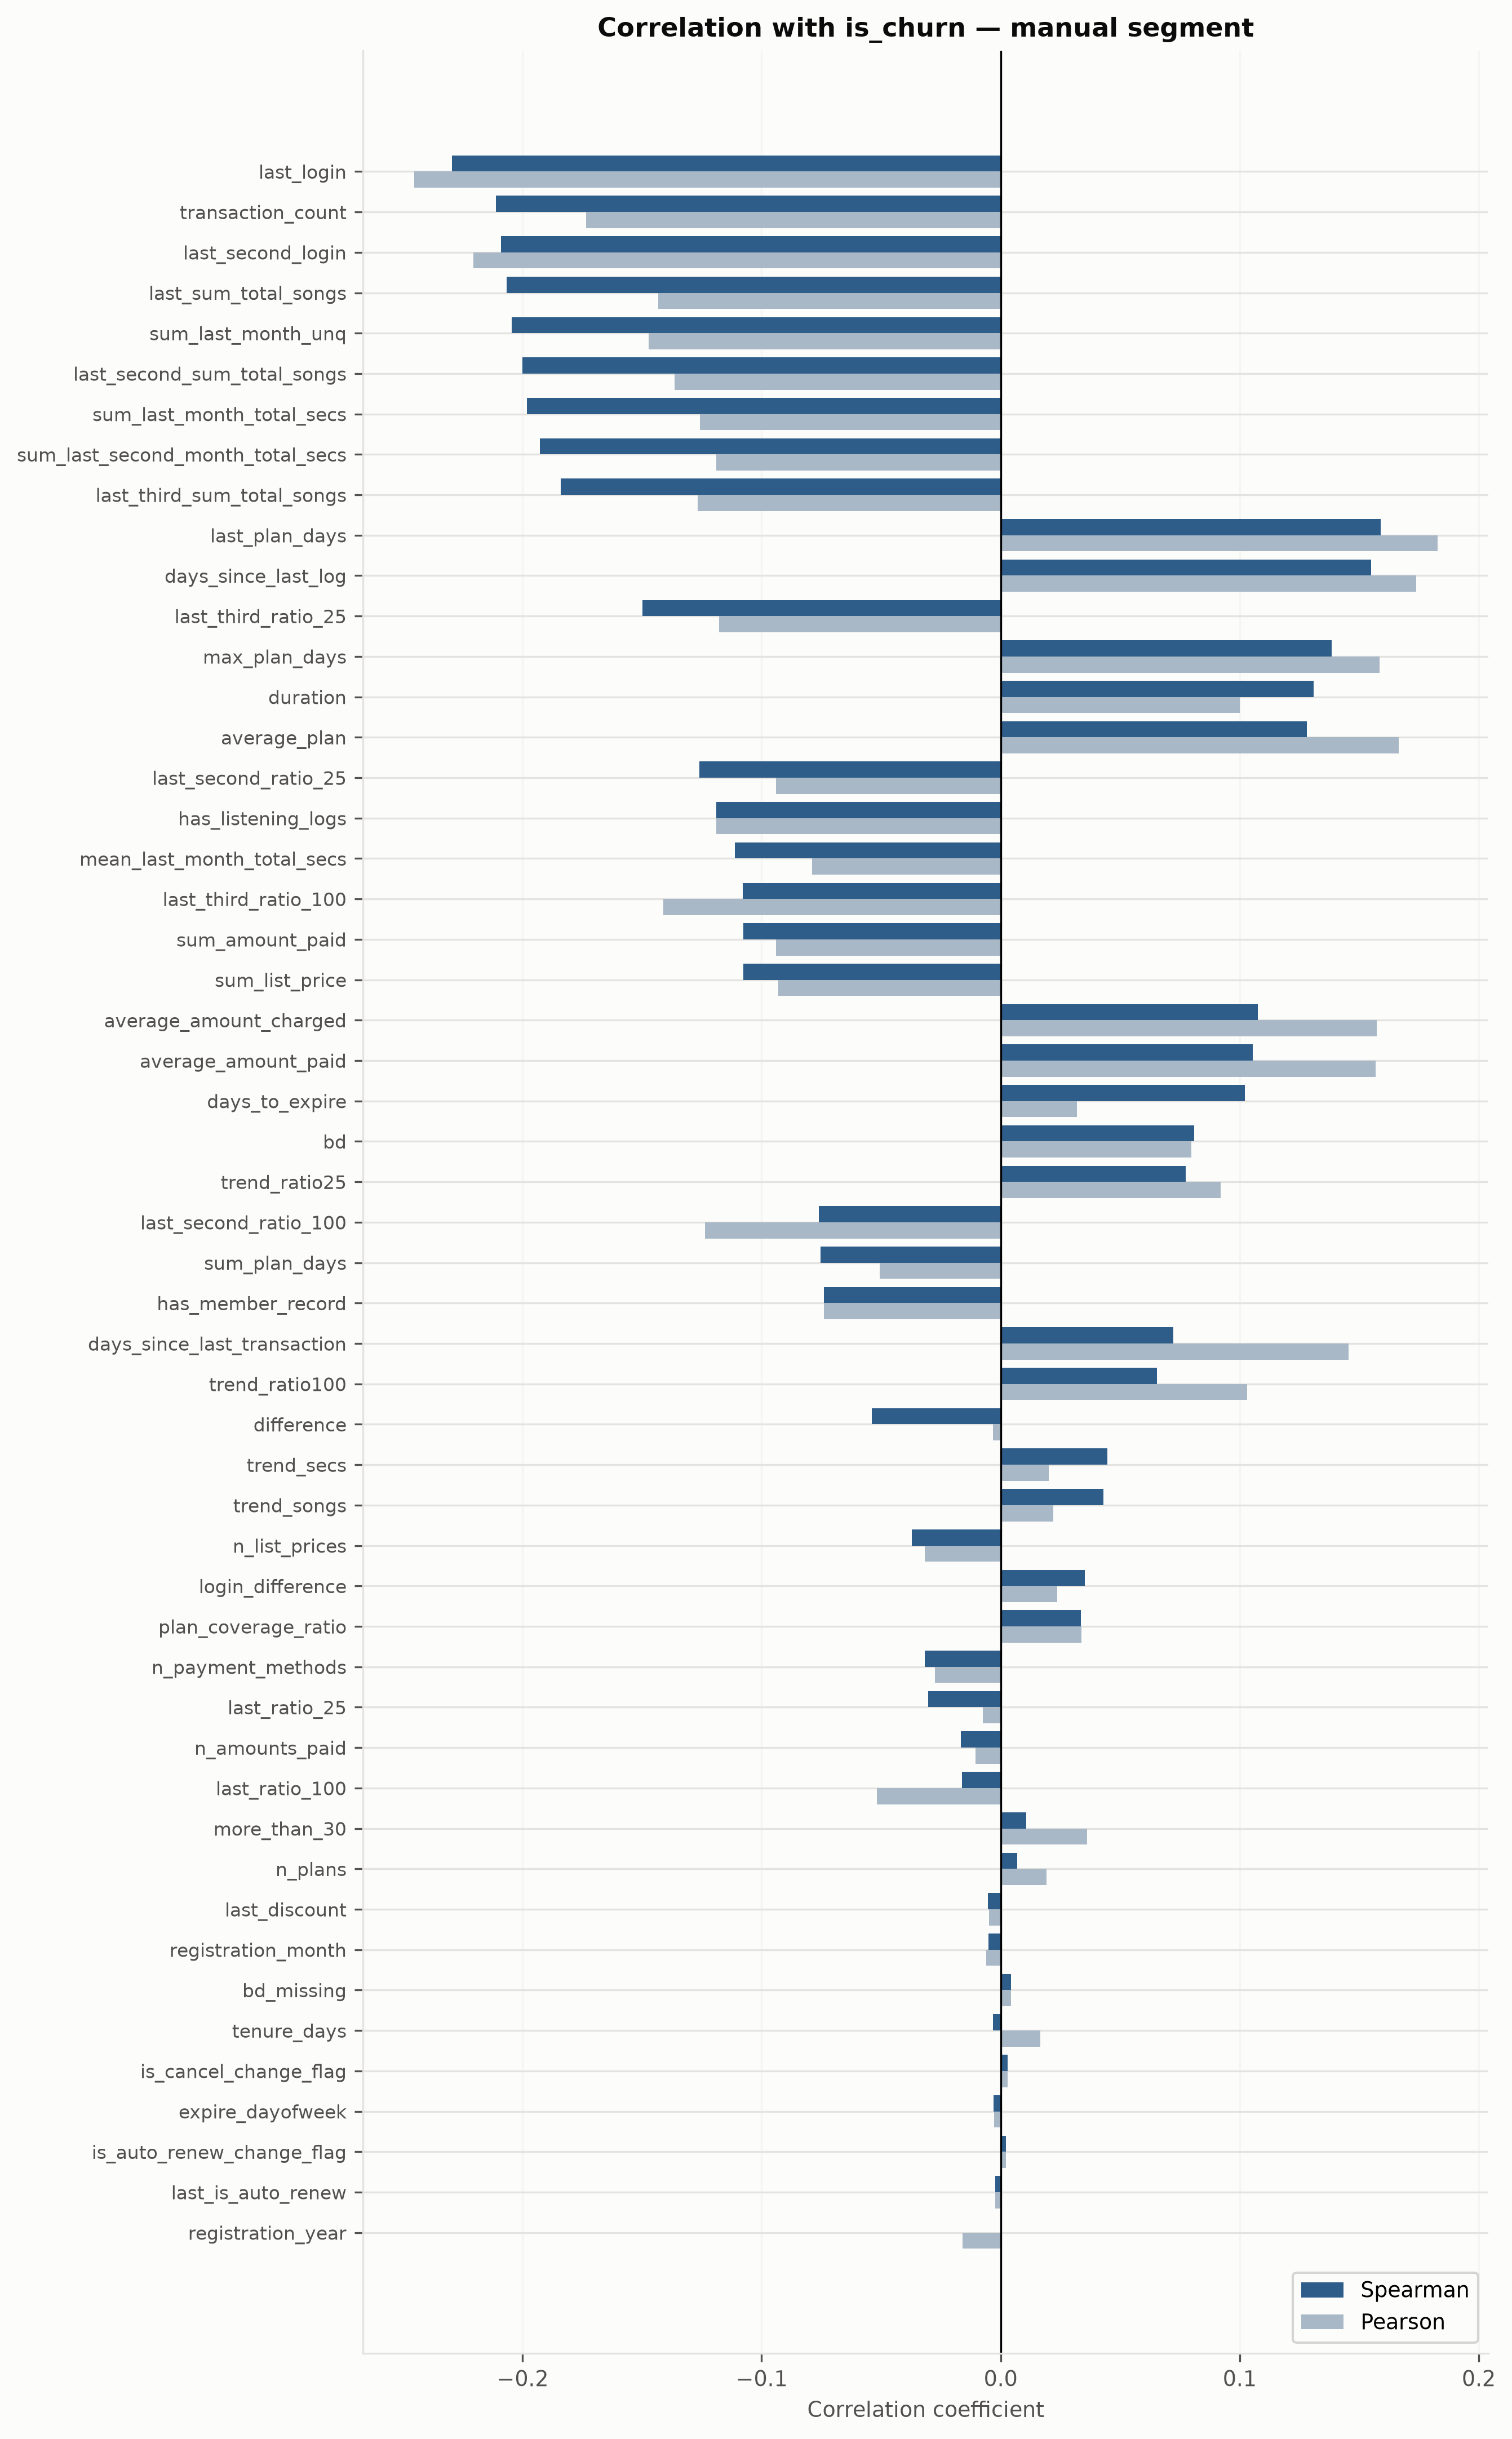 Correlation with is_churn — manual segment
last_login
transaction_count
last_second_login
last_sum_total_songs
sum_last_month_unq
last_second_sum_total_songs
sum_last_month_total_secs
sum_last_second_month_total_secs
last_third_sum_total_songs
last_plan_days
days_since_last_log
last_third_ratio_25
max_plan_days
duration
average_plan
last_second_ratio_25
has_listening_logs
mean_last_month_total_secs
last_third_ratio_100
sum_amount_paid
sum_list_price
average_amount_charged
average_amount_paid
days_to_expire
bd
trend_ratio25
last_second_ratio_100
sum_plan_days
has_member_record
days_since_last_transaction
trend_ratio100
difference
trend_secs
trend_songs
n_list_prices
login_difference
plan_coverage_ratio
n_payment_methods
last_ratio_25
n_amounts_paid
last_ratio_100
more_than_30
n_plans
last_discount
registration_month
bd_missing
tenure_days
is_cancel_change_flag
expire_dayofweek
is_auto_renew_change_flag
last_is_auto_renew
registration_year
Spearman
Pearson
−0.2 −0.1 0.0 0.1 0.2
Correlation coefficient